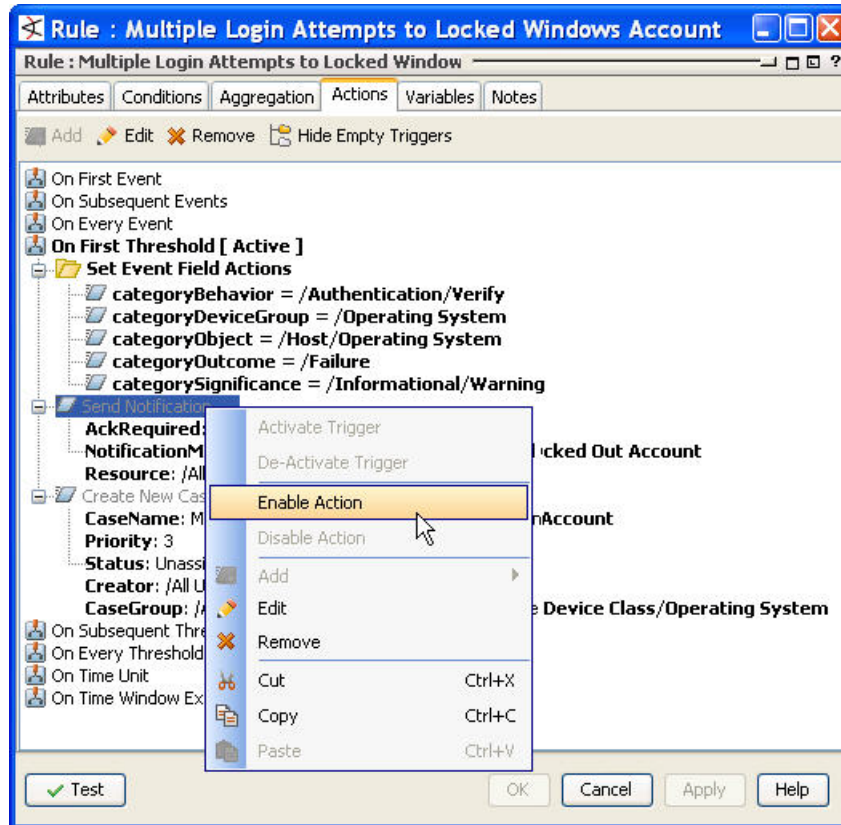 Rule : Multiple Login Attempts to Locked Windows Account
Rule : Multiple Login Attempts to Locked Window
Attributes Conditions Aggregation Actions Variables Notes
Add Edit Remove Hide Empty Triggers
On First Event
On Subsequent Events
On Every Event
On First Threshold [ Active ]
Set Event Field Actions
categoryBehavior = /Authentication/Verify
categoryDeviceGroup = /Operating System
categoryObject = /Host/Operating System
categoryOutcome = /Failure
categorySignificance = /Informational/Warning
Send Notification
AckRequired:
NotificationM cked Out Account
Resource: /All
Create New Cas
CaseName: M nAccount
Priority: 3
Status: Unassi
Creator: /All U
CaseGroup: /A e Device Class/Operating System
On Subsequent Thre
On Every Threshold
On Time Unit
On Time Window Ex
Activate Trigger
De-Activate Trigger
Enable Action
Disable Action
Add
Edit
Remove
Cut Ctrl+X
Copy Ctrl+C
Paste Ctrl+V
Test OK Cancel Apply Help